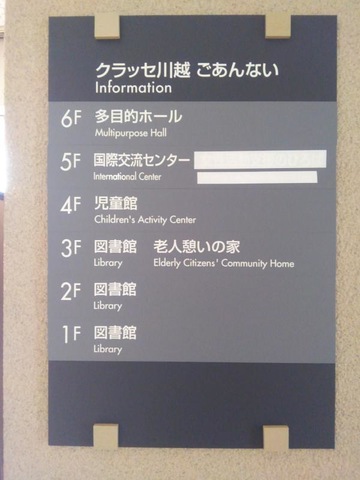 クラッセ川越 ごあんない
Information
6F 多目的ホール
Multipurpose Hall
5F 国際交流センター
International Center
4F 児童館
Children's Activity Center
3F 図書館 老人憩いの家
Library Elderly Citizens' Community Home
2F 図書館
Library
1F 図書館
Library